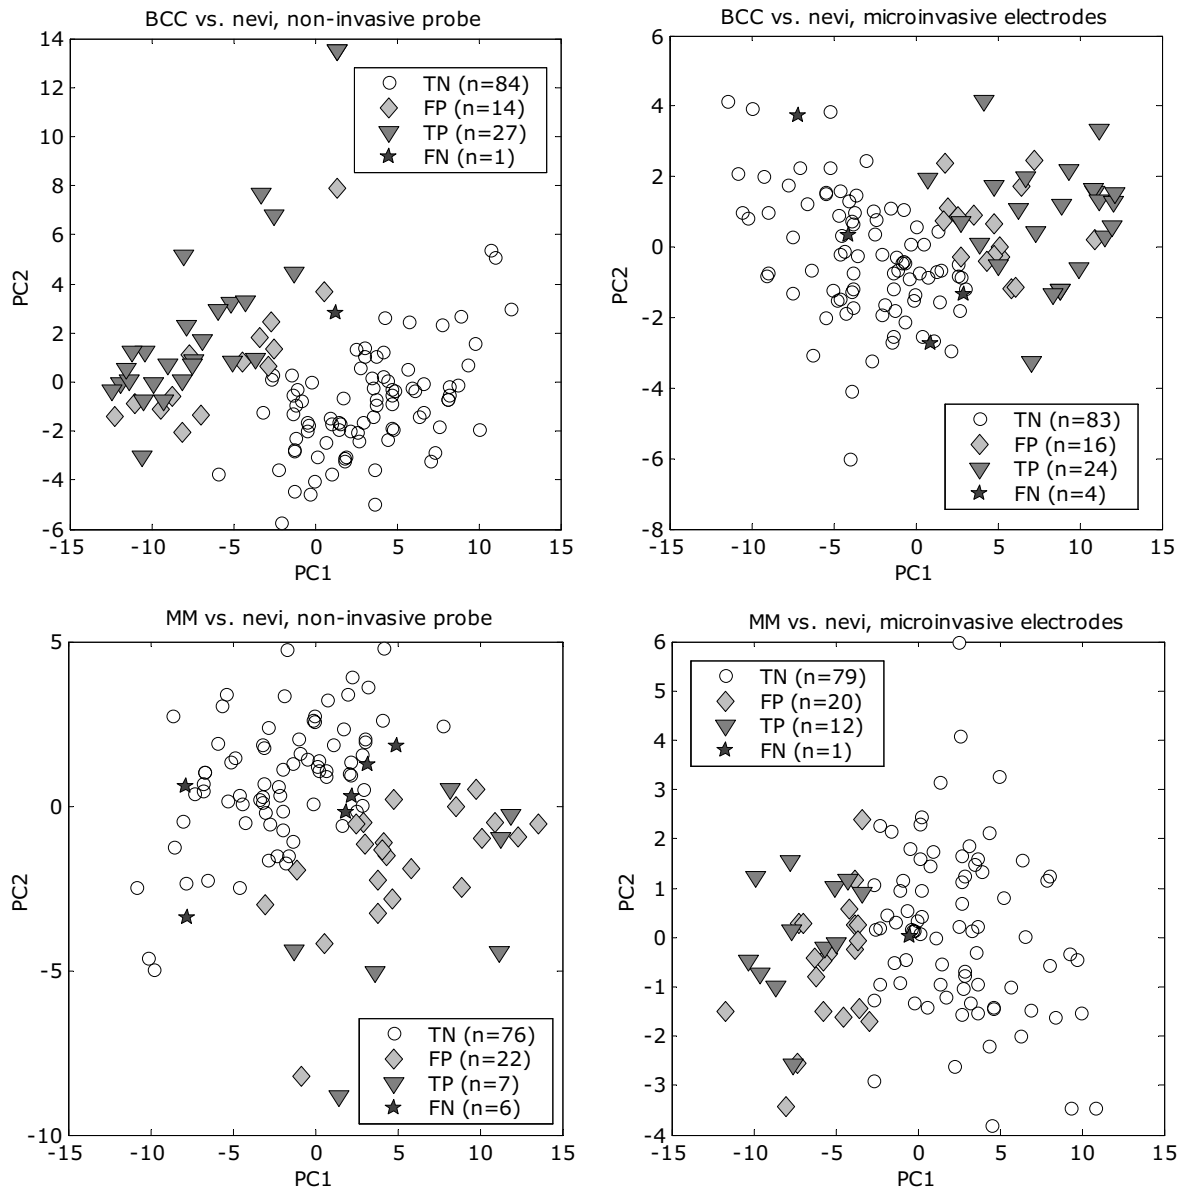 BCC vs. nevi, non-invasive probe
14
12
10
8
6
4
2
0
-2
-4
-6
PC2
TN (n=84)
FP (n=14)
TP (n=27)
FN (n=1)
-15 -10 -5 0 5 10 15
PC1
BCC vs. nevi, microinvasive electrodes
6
4
2
0
-2
-4
-6
-8
PC2
TN (n=83)
FP (n=16)
TP (n=24)
FN (n=4)
-15 -10 -5 0 5 10 15
PC1
MM vs. nevi, non-invasive probe
5
0
-5
-10
PC2
TN (n=76)
FP (n=22)
TP (n=7)
FN (n=6)
-15 -10 -5 0 5 10 15
PC1
MM vs. nevi, microinvasive electrodes
6
5
4
3
2
1
0
-1
-2
-3
-4
PC2
TN (n=79)
FP (n=20)
TP (n=12)
FN (n=1)
-15 -10 -5 0 5 10 15
PC1